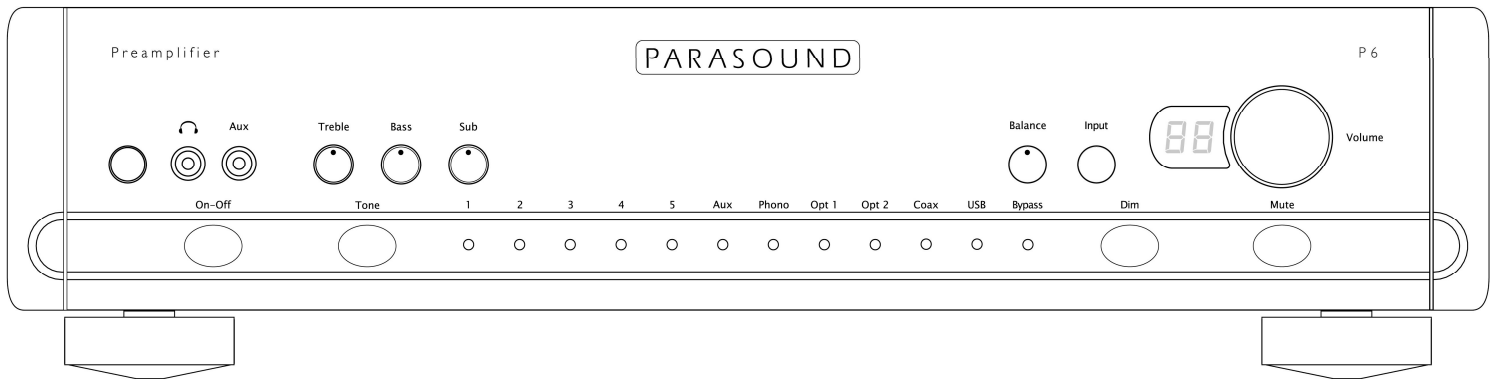 Preamplifier
PARASOUND
P6
Aux
Treble
Bass
Sub
Balance
Input
88
Volume
On-Off
Tone
1
2
3
4
5
Aux
Phono
Opt 1
Opt 2
Coax
USB
Bypass
Dim
Mute